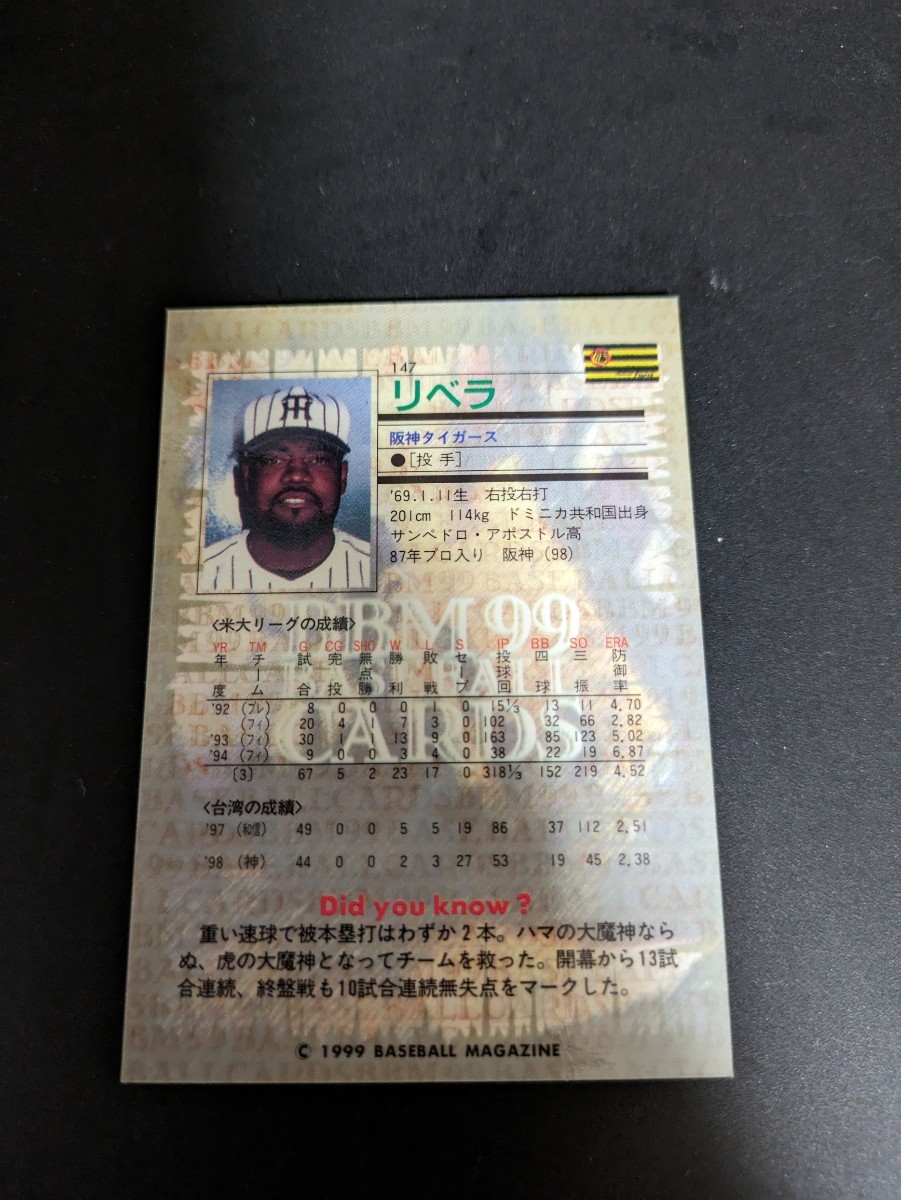 147
リベラ
阪神タイガース
●[投 手]
'69.1.11生 右投右打
201cm 114kg ドミニカ共和国出身
サンペドロ・アポストル高
87年プロ入り 阪神(98)
BBM 99
BASEBALL
CARDS
〈米大リーグの成績〉
YR TM G CG SHO W L S IP BB SO ERA
年度 チーム 試合 完投 無点勝 勝利 敗戦 セーブ 投球回 四球 三振 防御率
'92 (ブレ) 8 0 0 0 1 0 15⅓ 13 11 4.70
(フィ) 20 4 1 7 3 0 102 32 66 2.82
'93 (フィ) 30 1 1 13 9 0 163 85 123 5.02
'94 (フィ) 9 0 0 3 4 0 38 22 19 6.87
(3) 67 5 2 23 17 0 318⅓ 152 219 4.52
〈台湾の成績〉
'97 (和信) 49 0 0 5 5 19 86 37 112 2.51
'98 (神) 44 0 0 2 3 27 53 19 45 2.38
Did you know?
重い速球で被本塁打はわずか2本。ハマの大魔神なら
ぬ、虎の大魔神となってチームを救った。開幕から13試
合連続、終盤戦も10試合連続無失点をマークした。
© 1999 BASEBALL MAGAZINE